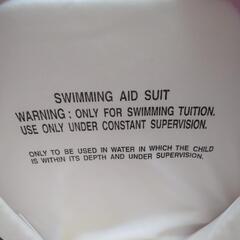 SWIMMING AID SUIT
WARNING : ONLY FOR SWIMMING TUITION.
USE ONLY UNDER CONSTANT SUPERVISION.
ONLY TO BE USED IN WATER IN WHICH THE CHILD
IS WITHIN ITS DEPTH AND UNDER SUPERVISION.